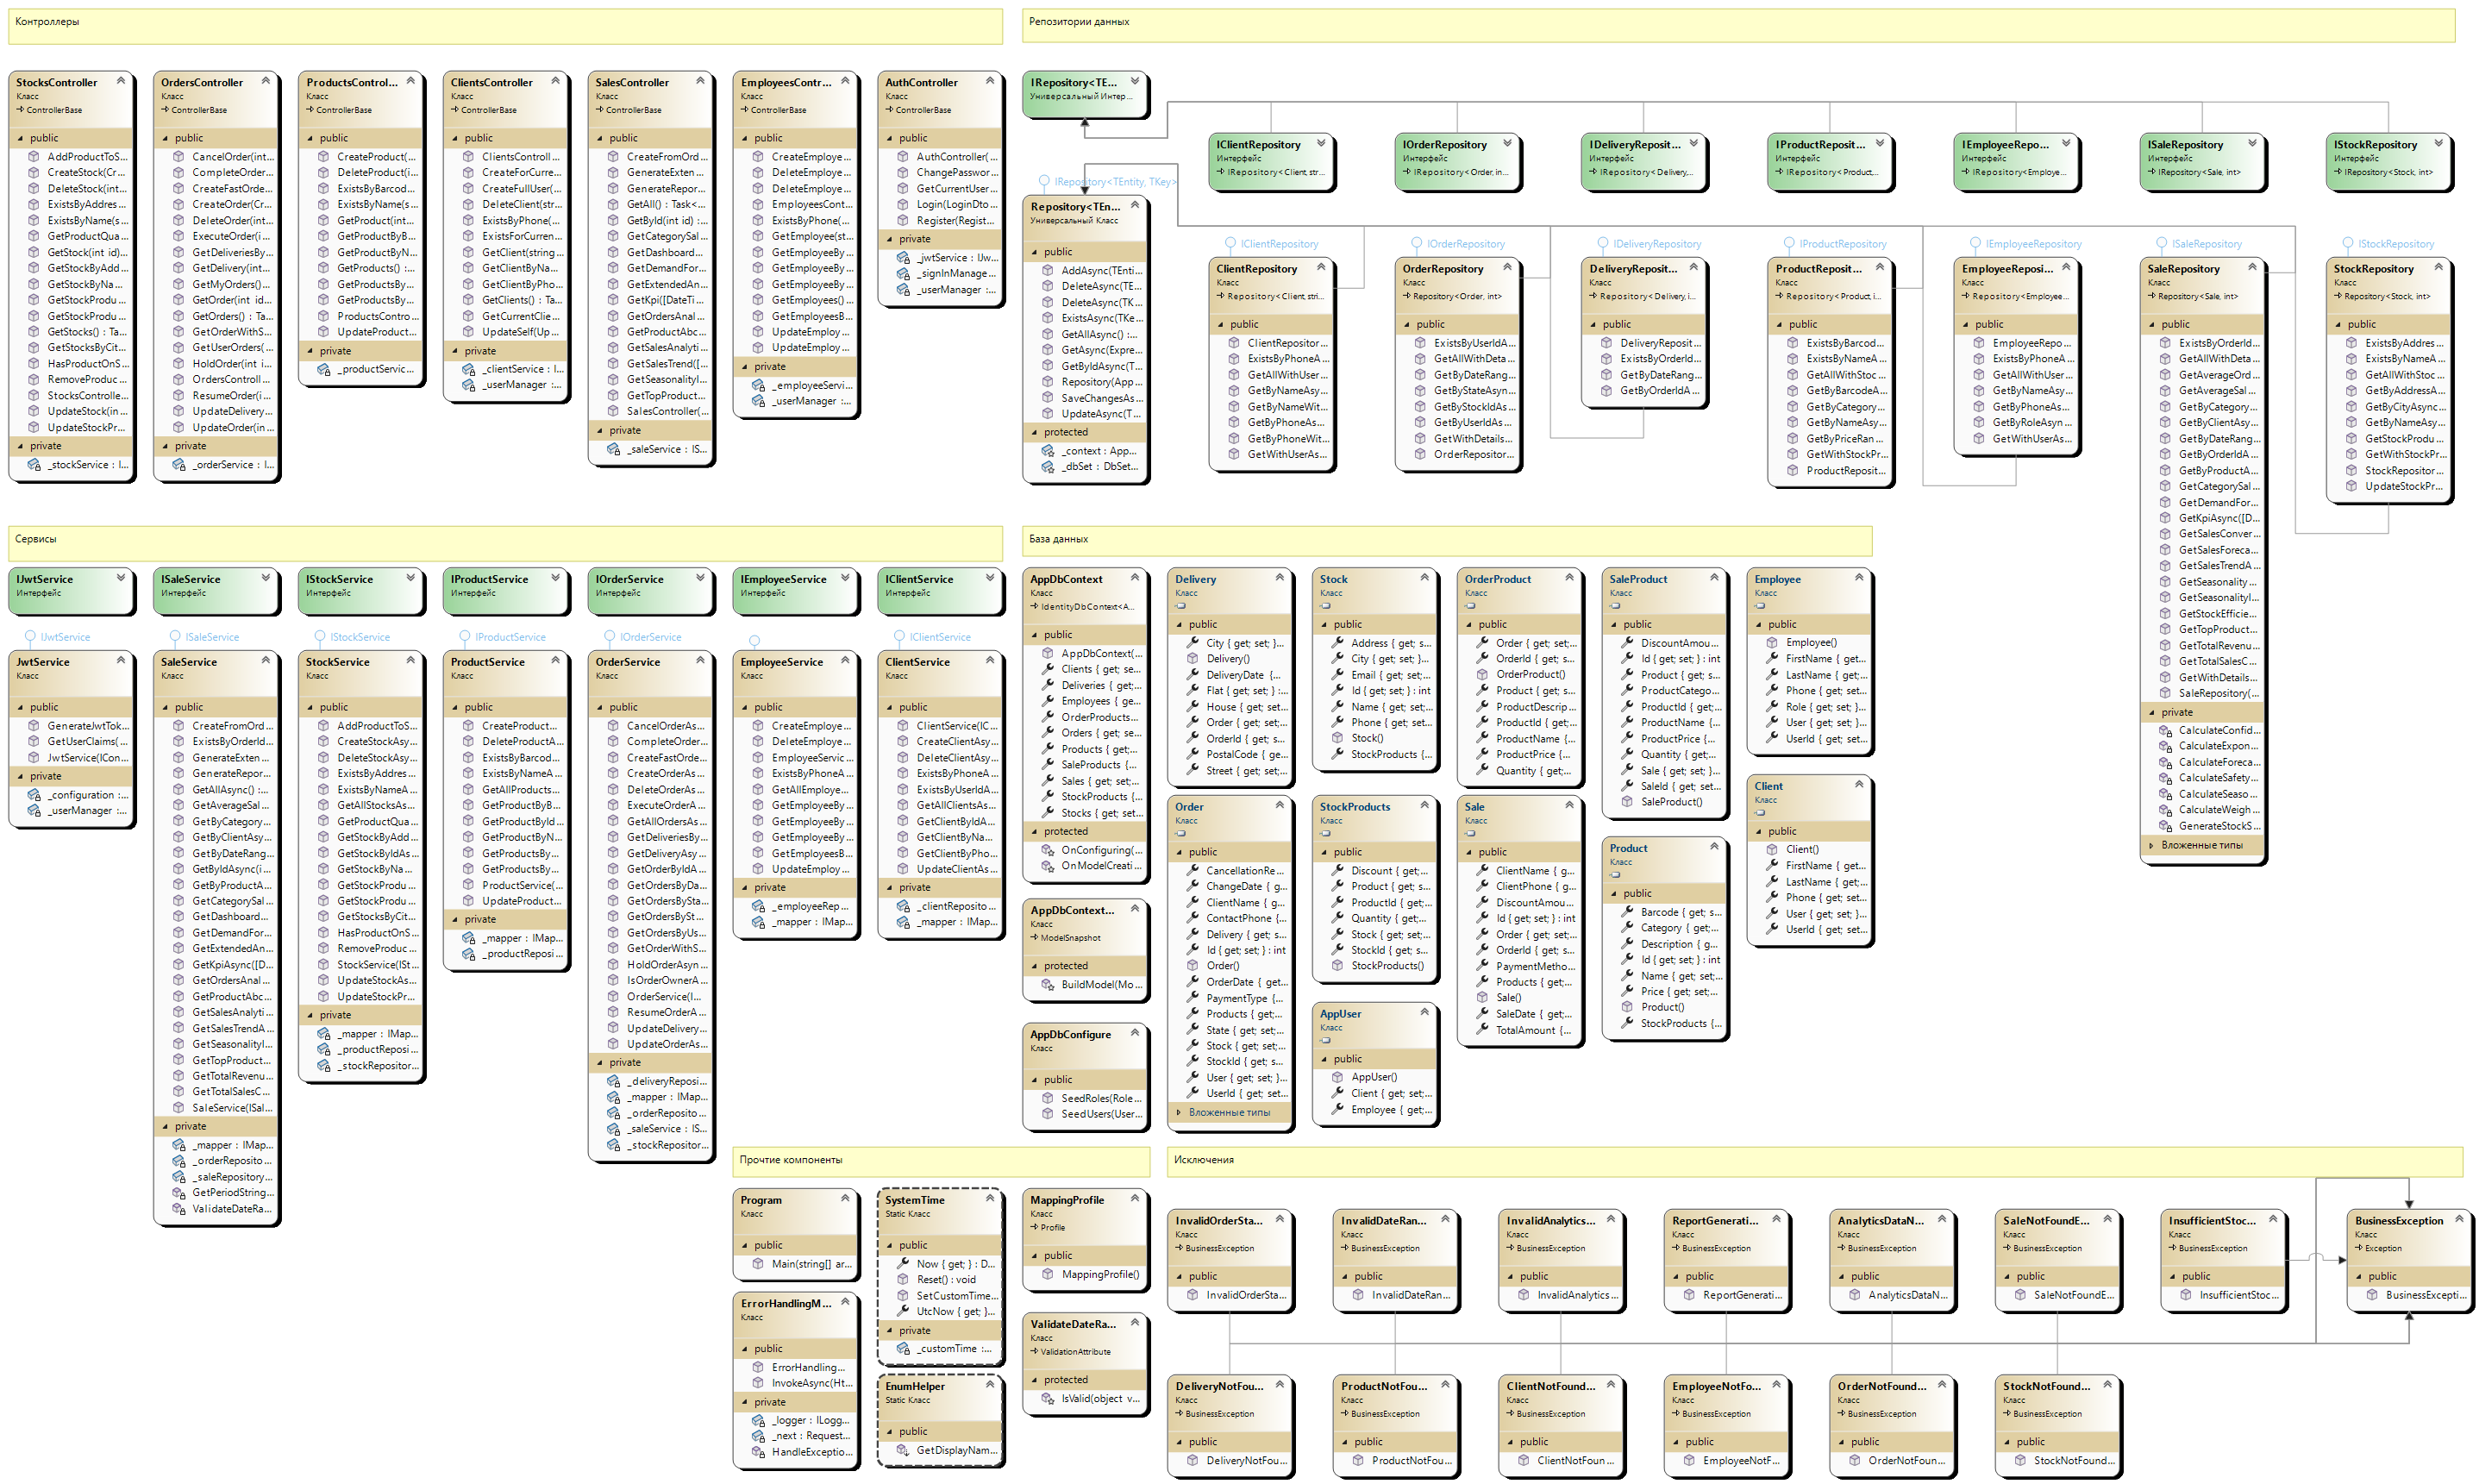 Контроллеры
StocksController
Класс
ControllerBase
public
AddProductToS...
CreateStock(Cr...
DeleteStock(int...
ExistsByAddres...
ExistsByName(s...
GetProductQua...
GetStock(int id)...
GetStockByAdd...
GetStockByNa...
GetStockProdu...
GetStockProdu...
GetStocks() : Ta...
GetStocksByCit...
HasProductOnS...
RemoveProduc...
StocksControlle...
UpdateStock(in...
UpdateStockPr...
private
_stockService : I...
OrdersController
Класс
ControllerBase
public
CancelOrder(int...
CompleteOrder...
CreateFastOrde...
CreateOrder(Cr...
DeleteOrder(int...
ExecuteOrder(i...
GetDeliveriesBy...
GetDelivery(int...
GetMyOrders()...
GetOrder(int id...
GetOrders() : Ta...
GetOrderWithS...
GetUserOrders(...
HoldOrder(int i...
OrdersControll...
ResumeOrder(i...
UpdateDelivery...
UpdateOrder(in...
private
_orderService : I...
ProductsControl...
Класс
ControllerBase
public
CreateProduct(...
DeleteProduct(i...
ExistsByBarcod...
ExistsByName(s...
GetProduct(int...
GetProductByB...
GetProductByN...
GetProducts() :...
GetProductsBy...
GetProductsBy...
ProductsContro...
UpdateProduct...
private
_productServic...
ClientsController
Класс
ControllerBase
public
ClientsControll...
CreateForCurre...
CreateFullUser(...
DeleteClient(str...
ExistsByPhone(...
ExistsForCurren...
GetClient(string...
GetClientByNa...
GetClientByPho...
GetClients() : Ta...
GetCurrentClie...
UpdateSelf(Up...
private
_clientService : I...
_userManager :...
SalesController
Класс
ControllerBase
public
CreateFromOrd...
GenerateExten...
GenerateRepor...
GetAll() : Task<...
GetById(int id) :...
GetCategorySal...
GetDashboard...
GetDemandFor...
GetExtendedAn...
GetKpi([DateTi...
GetOrdersAnal...
GetProductAbc...
GetSalesAnalyti...
GetSalesTrend([...
GetSeasonalityI...
GetTopProduct...
SalesController(...
private
_saleService : IS...
EmployeesContr...
Класс
ControllerBase
public
CreateEmploye...
DeleteEmploye...
DeleteEmploye...
EmployeesCont...
ExistsByPhone(...
GetEmployee(st...
GetEmployeeBy...
GetEmployeeBy...
GetEmployeeBy...
GetEmployees()...
GetEmployeesB...
UpdateEmploy...
UpdateEmploy...
private
_employeeServi...
_userManager :...
AuthController
Класс
ControllerBase
public
AuthController(...
ChangePasswor...
GetCurrentUser...
Login(LoginDto...
Register(Regist...
private
_jwtService : IJw...
_signInManage...
_userManager :...
Репозитории данных
IRepository<TE...
Универсальный Интер...
IRepository<TEntity, TKey>
Repository<TEn...
Универсальный Класс
public
AddAsync(TEnti...
DeleteAsync(TE...
DeleteAsync(TK...
ExistsAsync(TKe...
GetAllAsync() :...
GetAsync(Expre...
GetByIdAsync(T...
Repository(App...
SaveChangesAs...
UpdateAsync(T...
protected
_context : App...
_dbSet : DbSet...
IClientRepository
Интерфейс
IRepository<Client, str...
IOrderRepository
Интерфейс
IRepository<Order, in...
IDeliveryReposit...
Интерфейс
IRepository<Delivery,...
IProductReposit...
Интерфейс
IRepository<Product,...
IEmployeeRepo...
Интерфейс
IRepository<Employe...
ISaleRepository
Интерфейс
IRepository<Sale, int>
IStockRepository
Интерфейс
IRepository<Stock, int>
IClientRepository
ClientRepository
Класс
Repository<Client, stri...
public
ClientRepositor...
ExistsByPhoneA...
GetAllWithUser...
GetByNameAsyn...
GetByNameWit...
GetByPhoneAs...
GetByPhoneWit...
GetWithUserAs...
IOrderRepository
OrderRepository
Класс
Repository<Order, int>
public
ExistsByUserIdA...
GetAllWithDeta...
GetByDateRang...
GetByStateAsyn...
GetByStockIdAs...
GetByUserIdAs...
GetWithDetails...
OrderRepositor...
IDeliveryRepository
DeliveryReposit...
Класс
Repository<Delivery, i...
public
DeliveryReposit...
ExistsByOrderId...
GetByDateRang...
GetByOrderIdA...
IProductRepository
ProductReposit...
Класс
Repository<Product, i...
public
ExistsByBarcod...
ExistsByNameA...
GetAllWithStoc...
GetByBarcodeA...
GetByCategory...
GetByNameAsy...
GetByPriceRan...
GetWithStockP...
ProductReposit...
IEmployeeRepository
EmployeeReposi...
Класс
Repository<Employee...
public
EmployeeRepo...
ExistsByPhoneA...
GetAllWithUser...
GetByNameAsy...
GetByPhoneAs...
GetByRoleAsyn...
GetWithUserAs...
ISaleRepository
SaleRepository
Класс
Repository<Sale, int>
public
ExistsByOrderId...
GetAllWithDeta...
GetAverageOrd...
GetAverageSal...
GetByCategory...
GetByClientAsy...
GetByDateRang...
GetByOrderIdA...
GetByProductA...
GetCategorySal...
GetDemandFor...
GetKpiAsync([D...
GetSalesConver...
GetSalesForeca...
GetSalesTrendA...
GetSeasonality...
GetSeasonalityI...
GetStockEfficie...
GetTopProduct...
GetTotalRevenu...
GetTotalSalesC...
GetWithDetails...
SaleRepository(...
private
CalculateConfid...
CalculateExpon...
CalculateForeca...
CalculateSafety...
CalculateSeaso...
CalculateWeigh...
GenerateStockS...
Вложенные типы
IStockRepository
StockRepository
Класс
Repository<Stock, int>
public
ExistsByAddres...
ExistsByNameA...
GetAllWithStoc...
GetByAddressA...
GetByCityAsync...
GetByNameAsy...
GetStockProdu...
GetWithStockPr...
StockRepositor...
UpdateStockPr...
Сервисы
IJwtService
Интерфейс
ISaleService
Интерфейс
IStockService
Интерфейс
IProductService
Интерфейс
IOrderService
Интерфейс
IEmployeeService
Интерфейс
IClientService
Интерфейс
IJwtService
JwtService
Класс
public
GenerateJwtTok...
GetUserClaims(...
JwtService(ICon...
private
_configuration :...
_userManager :...
ISaleService
SaleService
Класс
public
CreateFromOrd...
ExistsByOrderId...
GenerateExten...
GenerateRepor...
GetAllAsync() :...
GetAverageSal...
GetByCategory...
GetByClientAsy...
GetByDateRang...
GetByIdAsync(i...
GetByProductA...
GetCategorySal...
GetDashboard...
GetDemandFor...
GetExtendedAn...
GetKpiAsync([D...
GetOrdersAnal...
GetProductAbc...
GetSalesAnalyti...
GetSalesTrendA...
GetSeasonalityI...
GetTopProduct...
GetTotalRevenu...
GetTotalSalesC...
SaleService(ISal...
private
_mapper : IMap...
_orderReposito...
_saleRepository...
GetPeriodString...
ValidateDateRa...
IStockService
StockService
Класс
public
AddProductToS...
CreateStockAsy...
DeleteStockAsy...
ExistsByAddres...
ExistsByNameA...
GetAllStocksAs...
GetProductQua...
GetStockByAdd...
GetStockByIdAs...
GetStockByNa...
GetStockProdu...
GetStockProdu...
GetStocksByCit...
HasProductOnS...
RemoveProduc...
StockService(ISt...
UpdateStockAs...
UpdateStockPr...
private
_mapper : IMap...
_productReposi...
_stockRepositor...
IProductService
ProductService
Класс
public
CreateProduct...
DeleteProductA...
ExistsByBarcod...
ExistsByNameA...
GetAllProducts...
GetProductByB...
GetProductById...
GetProductByN...
GetProductsBy...
GetProductsBy...
ProductService(...
UpdateProduct...
private
_mapper : IMap...
_productReposi...
IOrderService
OrderService
Класс
public
CancelOrderAs...
CompleteOrder...
CreateFastOrde...
CreateOrderAs...
DeleteOrderAs...
ExecuteOrderA...
GetAllOrdersAs...
GetDeliveriesBy...
GetDeliveryAsy...
GetOrderByIdA...
GetOrdersByDa...
GetOrdersBySta...
GetOrdersBySt...
GetOrdersByUs...
GetOrderWithS...
HoldOrderAsyn...
IsOrderOwnerA...
OrderService(I...
ResumeOrderA...
UpdateDelivery...
UpdateOrderAs...
private
_deliveryReposi...
_mapper : IMap...
_orderReposito...
_saleService : IS...
_stockRepositor...
EmployeeService
Класс
public
CreateEmploye...
DeleteEmploye...
EmployeeServic...
ExistsByPhoneA...
GetAllEmploye...
GetEmployeeBy...
GetEmployeeBy...
GetEmployeeBy...
GetEmployeesB...
UpdateEmploy...
private
_employeeRep...
_mapper : IMap...
IClientService
ClientService
Класс
public
ClientService(IC...
CreateClientAsy...
DeleteClientAsy...
ExistsByPhoneA...
ExistsByUserIdA...
GetAllClientsAs...
GetClientByIdA...
GetClientByNa...
GetClientByPho...
UpdateClientAs...
private
_clientReposito...
_mapper : IMap...
База данных
AppDbContext
Класс
IdentityDbContext<A...
public
AppDbContext(...
Clients { get; se...
Deliveries { get;...
Employees { ge...
OrderProducts...
Orders { get; se...
Products { get;...
SaleProducts {...
Sales { get; set;...
StockProducts {...
Stocks { get; set...
protected
OnConfiguring(...
OnModelCreati...
AppDbContext...
Класс
ModelSnapshot
protected
BuildModel(Mo...
AppDbConfigure
Класс
public
SeedRoles(Role...
SeedUsers(User...
Delivery
Класс
public
City { get; set; }...
Delivery()
DeliveryDate {...
Flat { get; set; } :...
House { get; set...
Order { get; set;...
OrderId { get; s...
PostalCode { ge...
Street { get; set;...
Order
Класс
public
CancellationRe...
ChangeDate { g...
ClientName { g...
ContactPhone {...
Delivery { get; s...
Id { get; set; } : int
Order()
OrderDate { get...
PaymentType {...
Products { get;...
State { get; set;...
Stock { get; set;...
StockId { get; s...
User { get; set; }...
UserId { get; set...
Вложенные типы
Stock
Класс
public
Address { get; s...
City { get; set; }...
Email { get; set;...
Id { get; set; } : int
Name { get; set;...
Phone { get; set...
Stock()
StockProducts {...
StockProducts
Класс
public
Discount { get;...
Product { get; s...
ProductId { get;...
Quantity { get;...
Stock { get; set;...
StockId { get; s...
StockProducts()
AppUser
Класс
public
AppUser()
Client { get; set;...
Employee { get;...
OrderProduct
Класс
public
Order { get; set;...
OrderId { get; s...
OrderProduct()
Product { get; s...
ProductDescrip...
ProductId { get;...
ProductName {...
ProductPrice {...
Quantity { get;...
Sale
Класс
public
ClientName { g...
ClientPhone { g...
DiscountAmou...
Id { get; set; } : int
Order { get; set;...
OrderId { get; s...
PaymentMetho...
Products { get;...
Sale()
SaleDate { get;...
TotalAmount {...
SaleProduct
Класс
public
DiscountAmou...
Id { get; set; } : int
Product { get; s...
ProductCatego...
ProductId { get;...
ProductName {...
ProductPrice {...
Quantity { get;...
Sale { get; set; }...
SaleId { get; set...
SaleProduct()
Product
Класс
public
Barcode { get; s...
Category { get;...
Description { g...
Id { get; set; } : int
Name { get; set;...
Price { get; set;...
Product()
StockProducts {...
Employee
Класс
public
Employee()
FirstName { get...
LastName { get;...
Phone { get; set...
Role { get; set; }...
User { get; set; }...
UserId { get; set...
Client
Класс
public
Client()
FirstName { get...
LastName { get;...
Phone { get; set...
User { get; set; }...
UserId { get; set...
Прочтие компоненты
Program
Класс
public
Main(string[] ar...
ErrorHandlingM...
Класс
public
ErrorHandling...
InvokeAsync(Ht...
private
_logger : ILogg...
_next : Request...
HandleExceptio...
SystemTime
Static Класс
public
Now { get; } : D...
Reset() : void
SetCustomTime...
UtcNow { get; }...
private
_customTime :...
EnumHelper
Static Класс
public
GetDisplayNam...
MappingProfile
Класс
Profile
public
MappingProfile()
ValidateDateRa...
Класс
ValidationAttribute
protected
IsValid(object v...
Исключения
InvalidOrderSta...
Класс
BusinessException
public
InvalidOrderSta...
InvalidDateRan...
Класс
BusinessException
public
InvalidDateRan...
InvalidAnalytics...
Класс
BusinessException
public
InvalidAnalytics...
ReportGenerati...
Класс
BusinessException
public
ReportGenerati...
AnalyticsDataN...
Класс
BusinessException
public
AnalyticsDataN...
SaleNotFoundE...
Класс
BusinessException
public
SaleNotFoundE...
InsufficientStoc...
Класс
BusinessException
public
InsufficientStoc...
BusinessException
Класс
Exception
public
BusinessExcepti...
DeliveryNotFou...
Класс
BusinessException
public
DeliveryNotFou...
ProductNotFou...
Класс
BusinessException
public
ProductNotFou...
ClientNotFound...
Класс
BusinessException
public
ClientNotFoun...
EmployeeNotFo...
Класс
BusinessException
public
EmployeeNotF...
OrderNotFound...
Класс
BusinessException
public
OrderNotFoun...
StockNotFound...
Класс
BusinessException
public
StockNotFound...